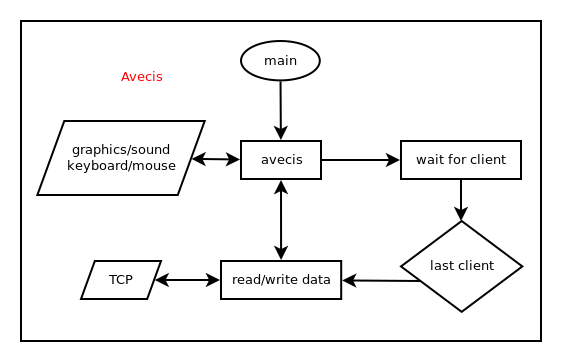 main
Avecis
graphics/sound
keyboard/mouse
avecis
wait for client
last client
TCP
read/write data